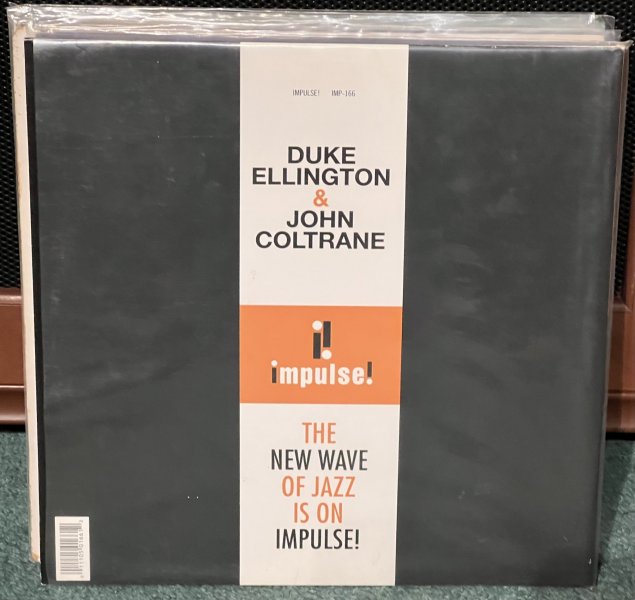 iMPULSE! IMP-166
DUKE
ELLINGTON
&
JOHN
COLTRANE
impulse!
THE
NEW WAVE
OF JAZZ
IS ON
IMPULSE!